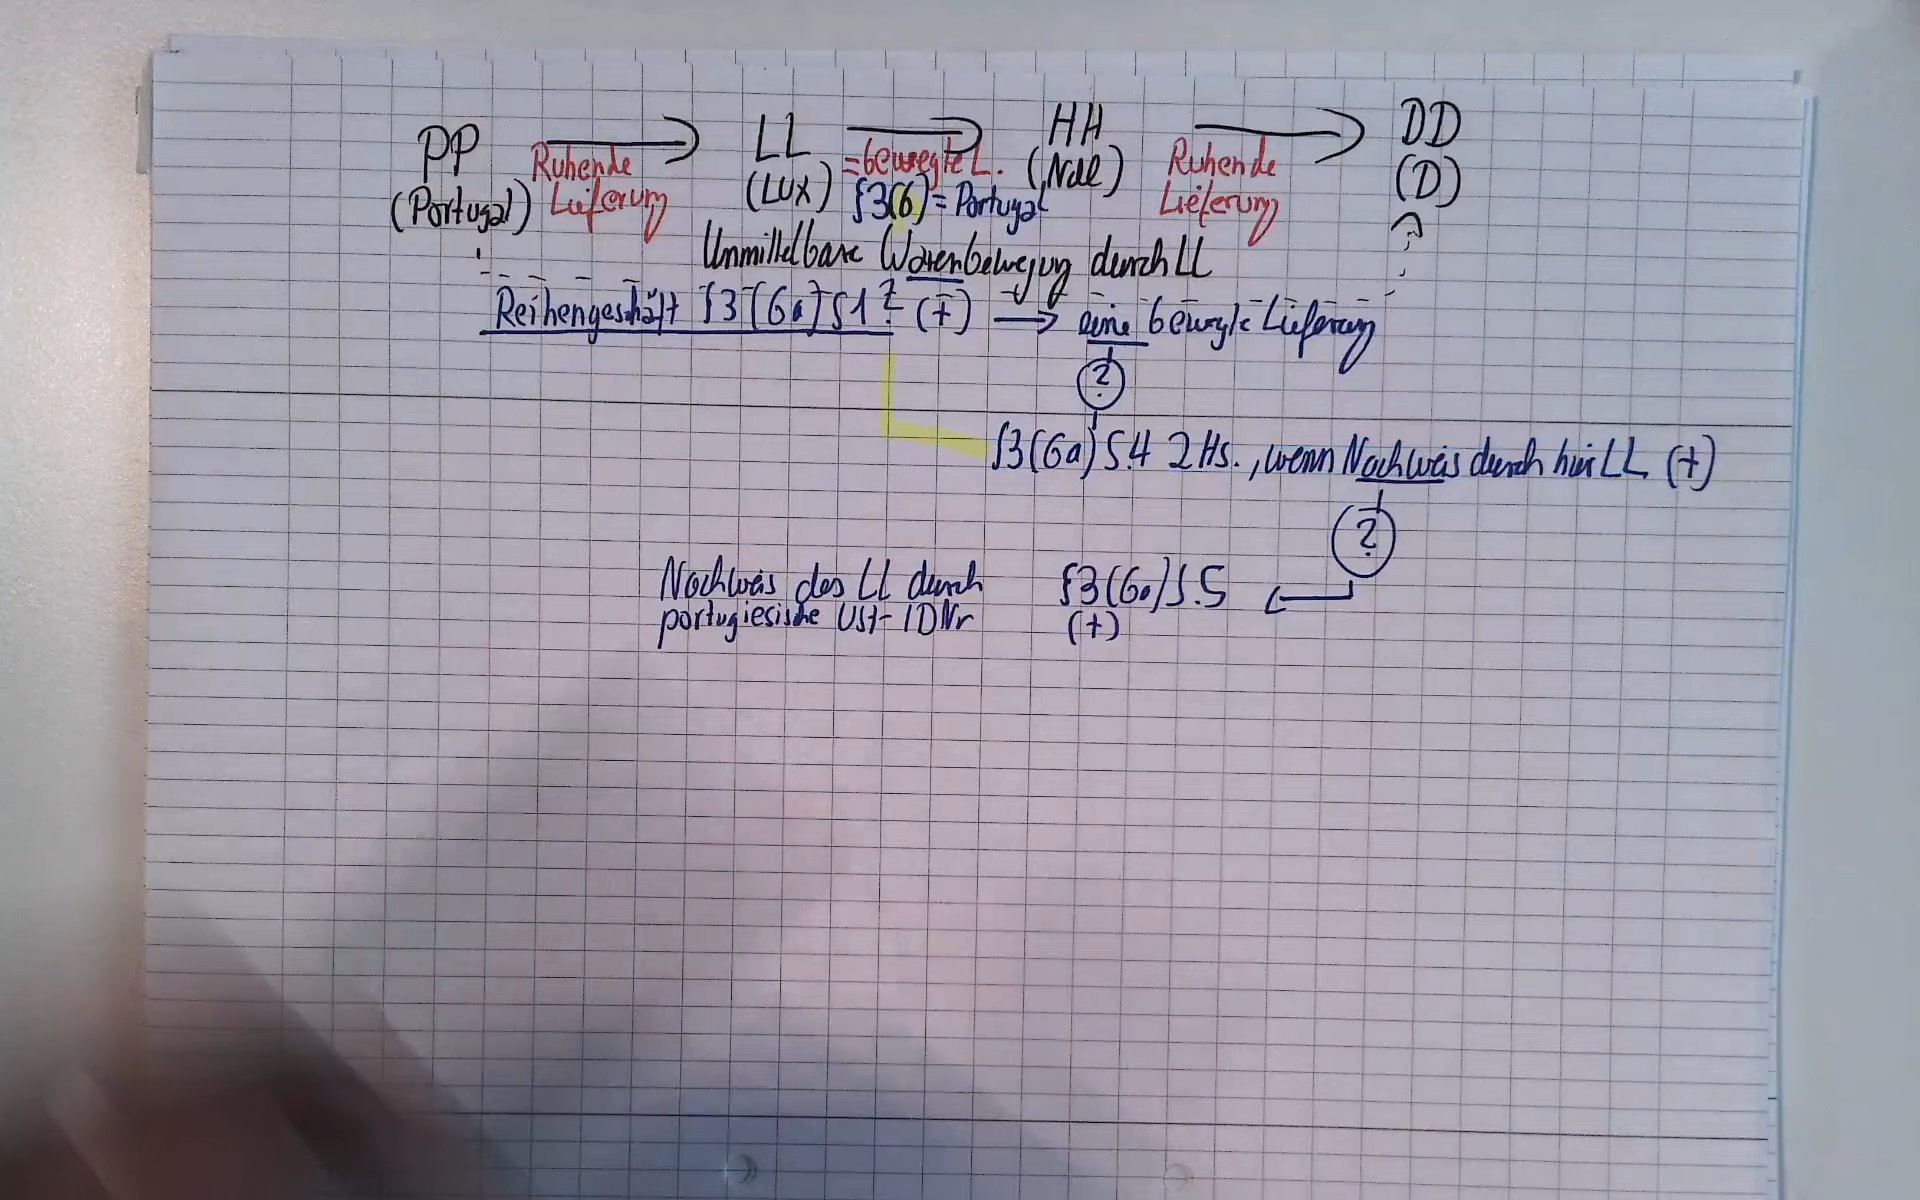 PP → LL → HH → DD
(Portugal) Ruhende Lieferung (LUX) = bewegte L. (Ndl) Ruhende Lieferung (D)
§3(6) = Portugal
Unmittelbare Warenbewegung durch LL
Reihengeschäft §3(6a) S1? (+) → eine bewegte Lieferung
?
§3(6a) S.4 2Hs., wenn Nachweis durch hier LL (+)
?
Nachweis des LL durch §3(6a) S.5
portugiesische USt-IDNr (+)